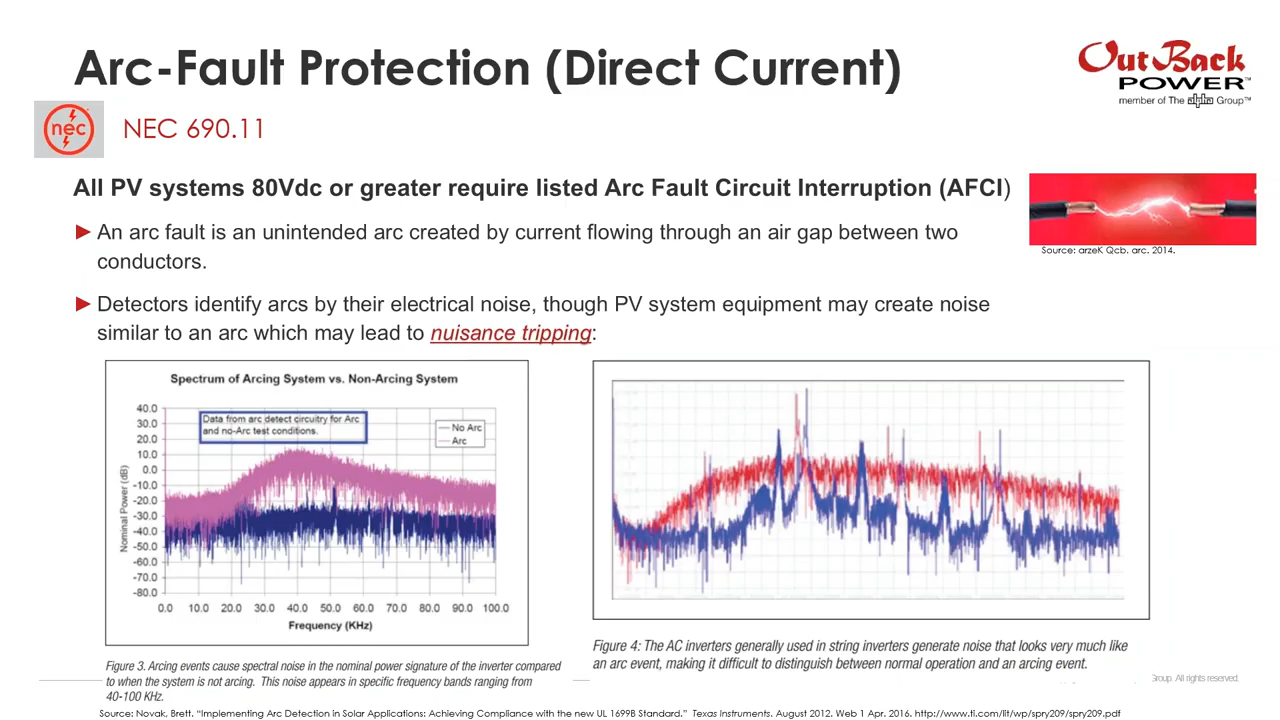 Arc-Fault Protection (Direct Current)
OutBack
POWER™
member of The alpha Group™
nec
NEC 690.11
All PV systems 80Vdc or greater require listed Arc Fault Circuit Interruption (AFCI)
Source: arzeK Qcb. arc. 2014.
►An arc fault is an unintended arc created by current flowing through an air gap between two
conductors.
►Detectors identify arcs by their electrical noise, though PV system equipment may create noise
similar to an arc which may lead to nuisance tripping:
Spectrum of Arcing System vs. Non-Arcing System
Data from arc detect circuitry for Arc
and no-Arc test conditions.
No Arc
Arc
40.0
30.0
20.0
10.0
0.0
-10.0
-20.0
-30.0
-40.0
-50.0
-60.0
-70.0
-80.0
Nominal Power (dB)
0.0 10.0 20.0 30.0 40.0 50.0 60.0 70.0 80.0 90.0 100.0
Frequency (KHz)
Figure 3. Arcing events cause spectral noise in the nominal power signature of the inverter compared
to when the system is not arcing. This noise appears in specific frequency bands ranging from
40-100 KHz.
Figure 4: The AC inverters generally used in string inverters generate noise that looks very much like
an arc event, making it difficult to distinguish between normal operation and an arcing event.
Group. All rights reserved.
Source: Novak, Brett. "Implementing Arc Detection in Solar Applications: Achieving Compliance with the new UL 1699B Standard." Texas Instruments. August 2012. Web 1 Apr. 2016. http://www.ti.com/lit/wp/spry209/spry209.pdf